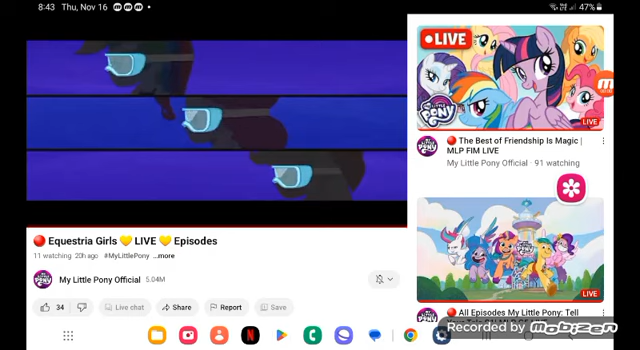 8:43 Thu, Nov 16
47%
LIVE
LIVE
The Best of Friendship Is Magic |
MLP FIM LIVE
My Little Pony Official · 91 watching
Equestria Girls 💛 LIVE 💛 Episodes
11 watching 20h ago #MyLittlePony ...more
My Little Pony Official 5.04M
34
Live chat
Share
Report
Save
LIVE
All Episodes My Little Pony: Tell
Recorded by mobizen